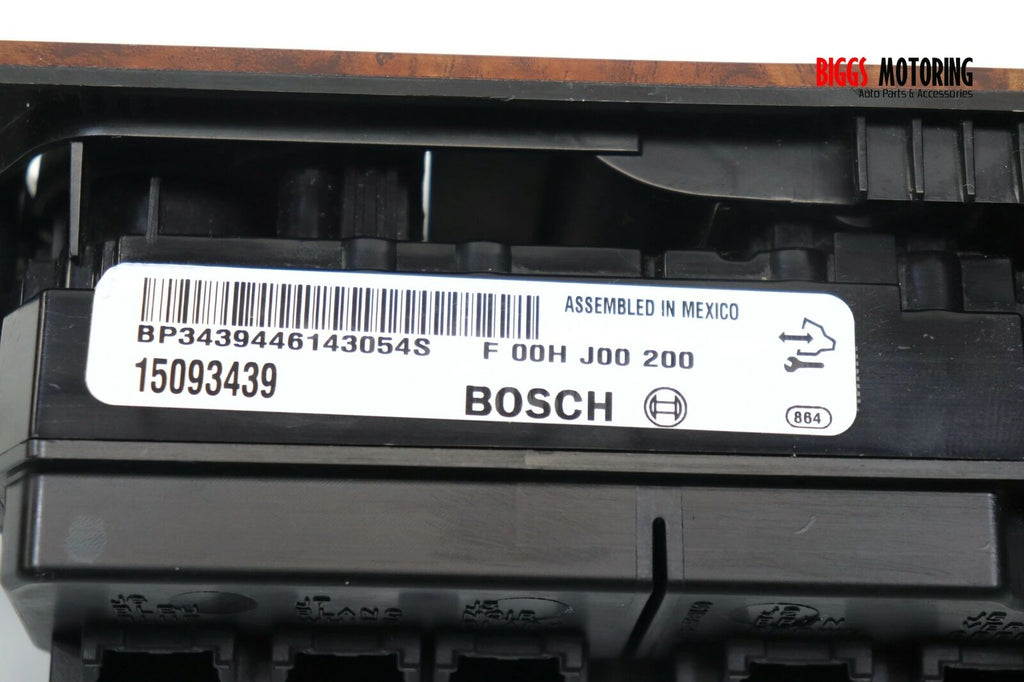 BIGGS MOTORING
Auto Parts & Accessories
ASSEMBLED IN MEXICO
BP3439446143054S
F 00H J00 200
15093439
BOSCH
864